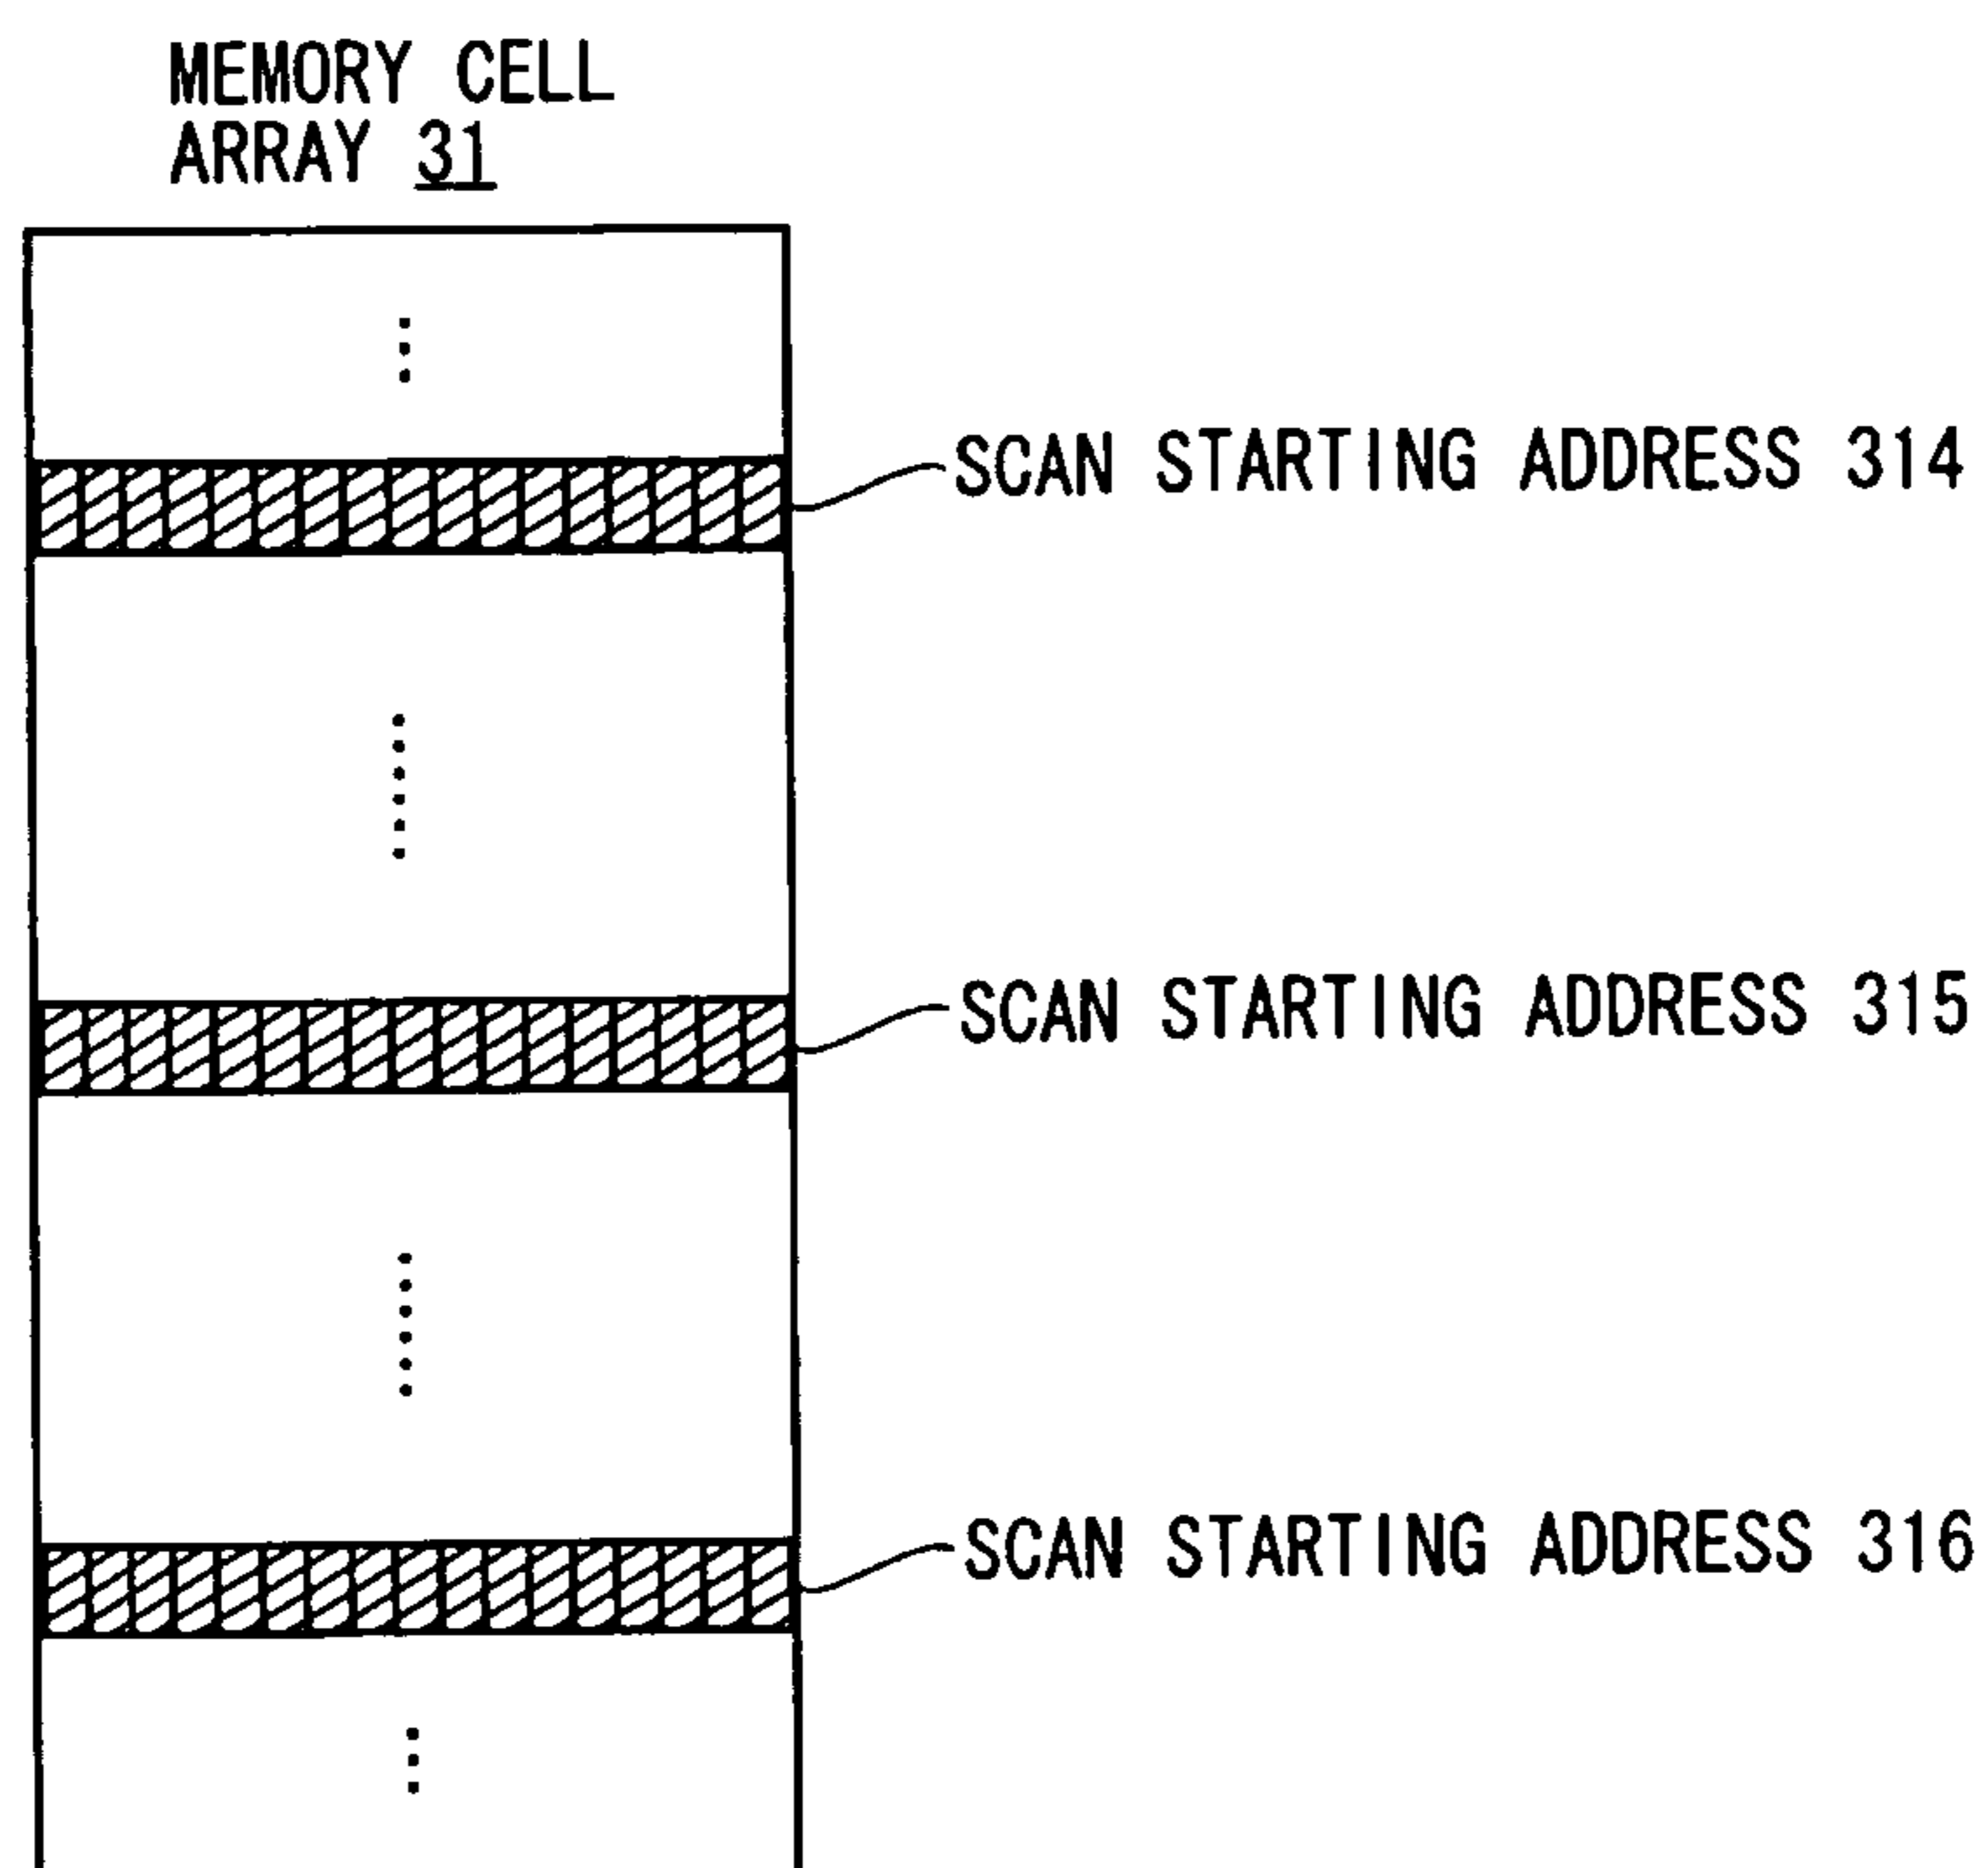 MEMORY CELL
ARRAY 31
SCAN STARTING ADDRESS 314
SCAN STARTING ADDRESS 315
SCAN STARTING ADDRESS 316